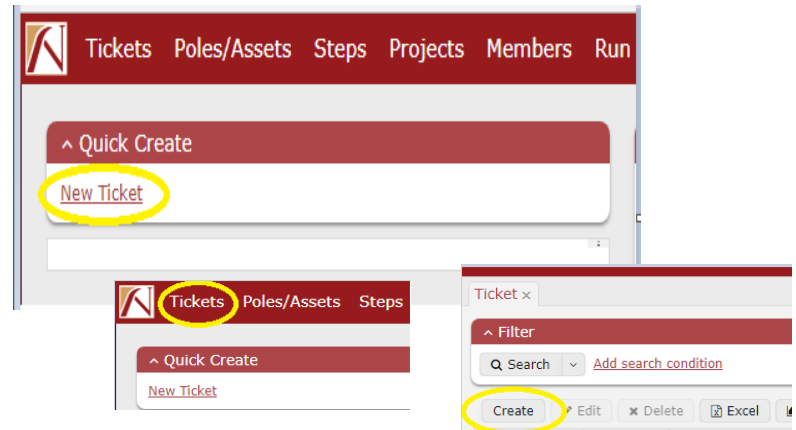 Tickets Poles/Assets Steps Projects Members Run
^ Quick Create
New Ticket
Tickets Poles/Assets Steps
^ Quick Create
New Ticket
Ticket ×
^ Filter
Search Add search condition
Create Edit × Delete Excel